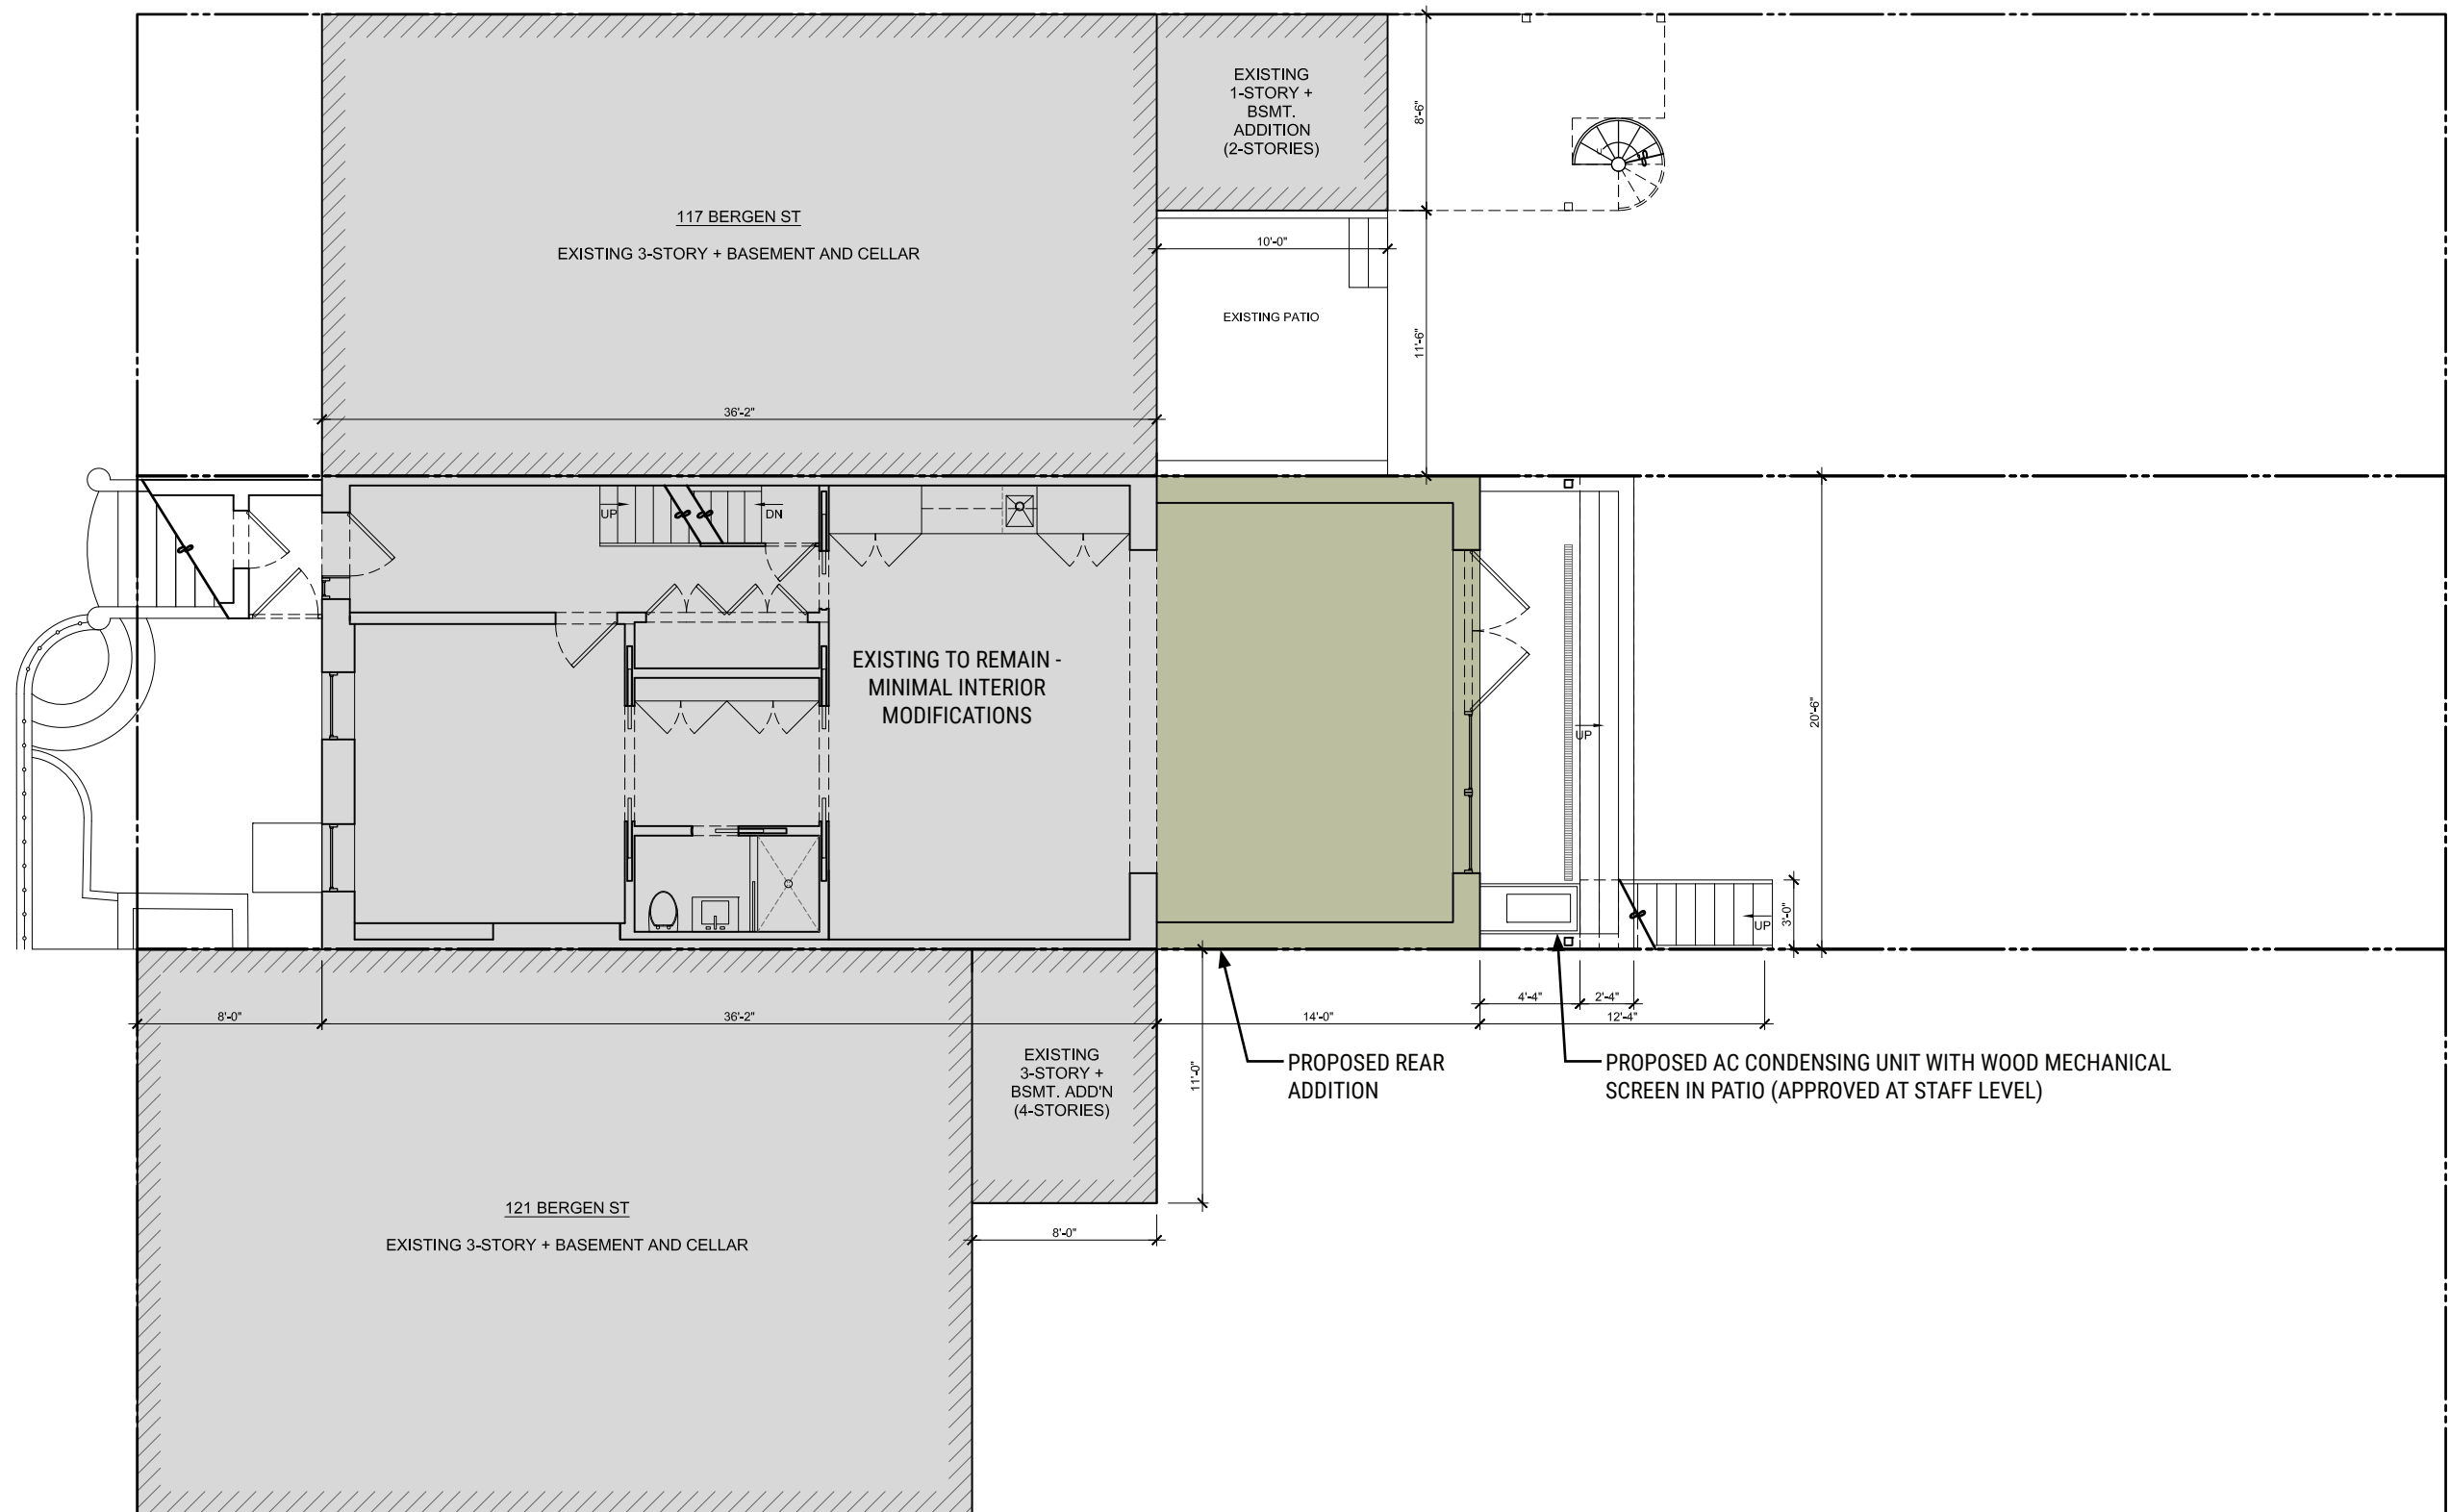 EXISTING
1-STORY +
BSMT.
ADDITION
(2-STORIES)
8'-6"
117 BERGEN ST
EXISTING 3-STORY + BASEMENT AND CELLAR
10'-0"
EXISTING PATIO
11'-6"
36'-2"
UP
DN
EXISTING TO REMAIN -
MINIMAL INTERIOR
MODIFICATIONS
UP
20'-6"
UP
3'-0"
8'-0"
36'-2"
14'-0"
4'-4"
2'-4"
12'-4"
EXISTING
3-STORY +
BSMT. ADD'N
(4-STORIES)
11'-0"
PROPOSED REAR
ADDITION
PROPOSED AC CONDENSING UNIT WITH WOOD MECHANICAL
SCREEN IN PATIO (APPROVED AT STAFF LEVEL)
121 BERGEN ST
EXISTING 3-STORY + BASEMENT AND CELLAR
8'-0"